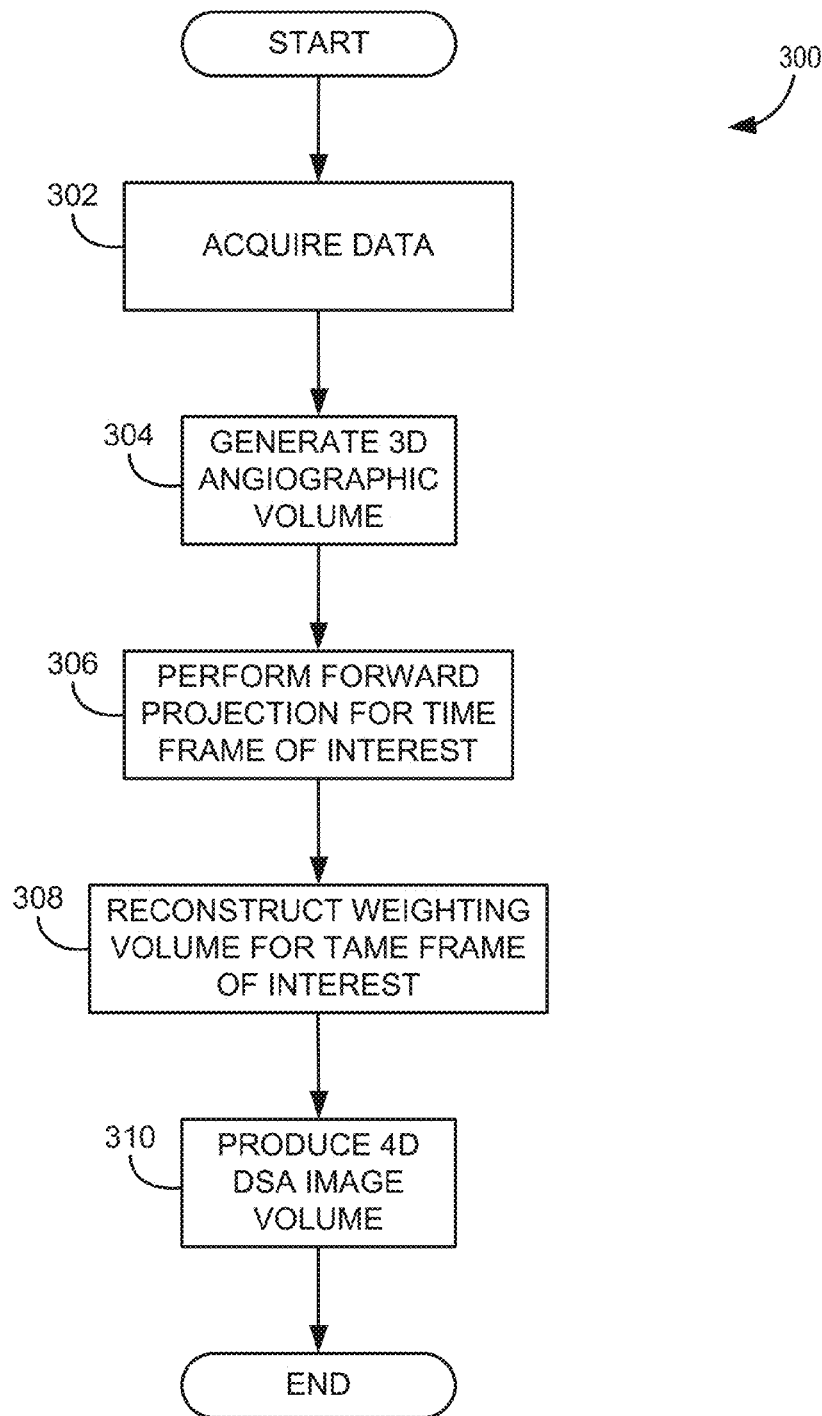 START
300
302
ACQUIRE DATA
304
GENERATE 3D
ANGIOGRAPHIC
VOLUME
306
PERFORM FORWARD
PROJECTION FOR TIME
FRAME OF INTEREST
308
RECONSTRUCT WEIGHTING
VOLUME FOR TAME FRAME
OF INTEREST
310
PRODUCE 4D
DSA IMAGE
VOLUME
END